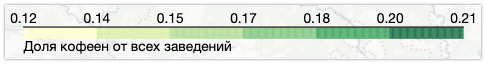 0.12 0.14 0.15 0.17 0.18 0.20 0.21
Доля кофеен от всех заведений